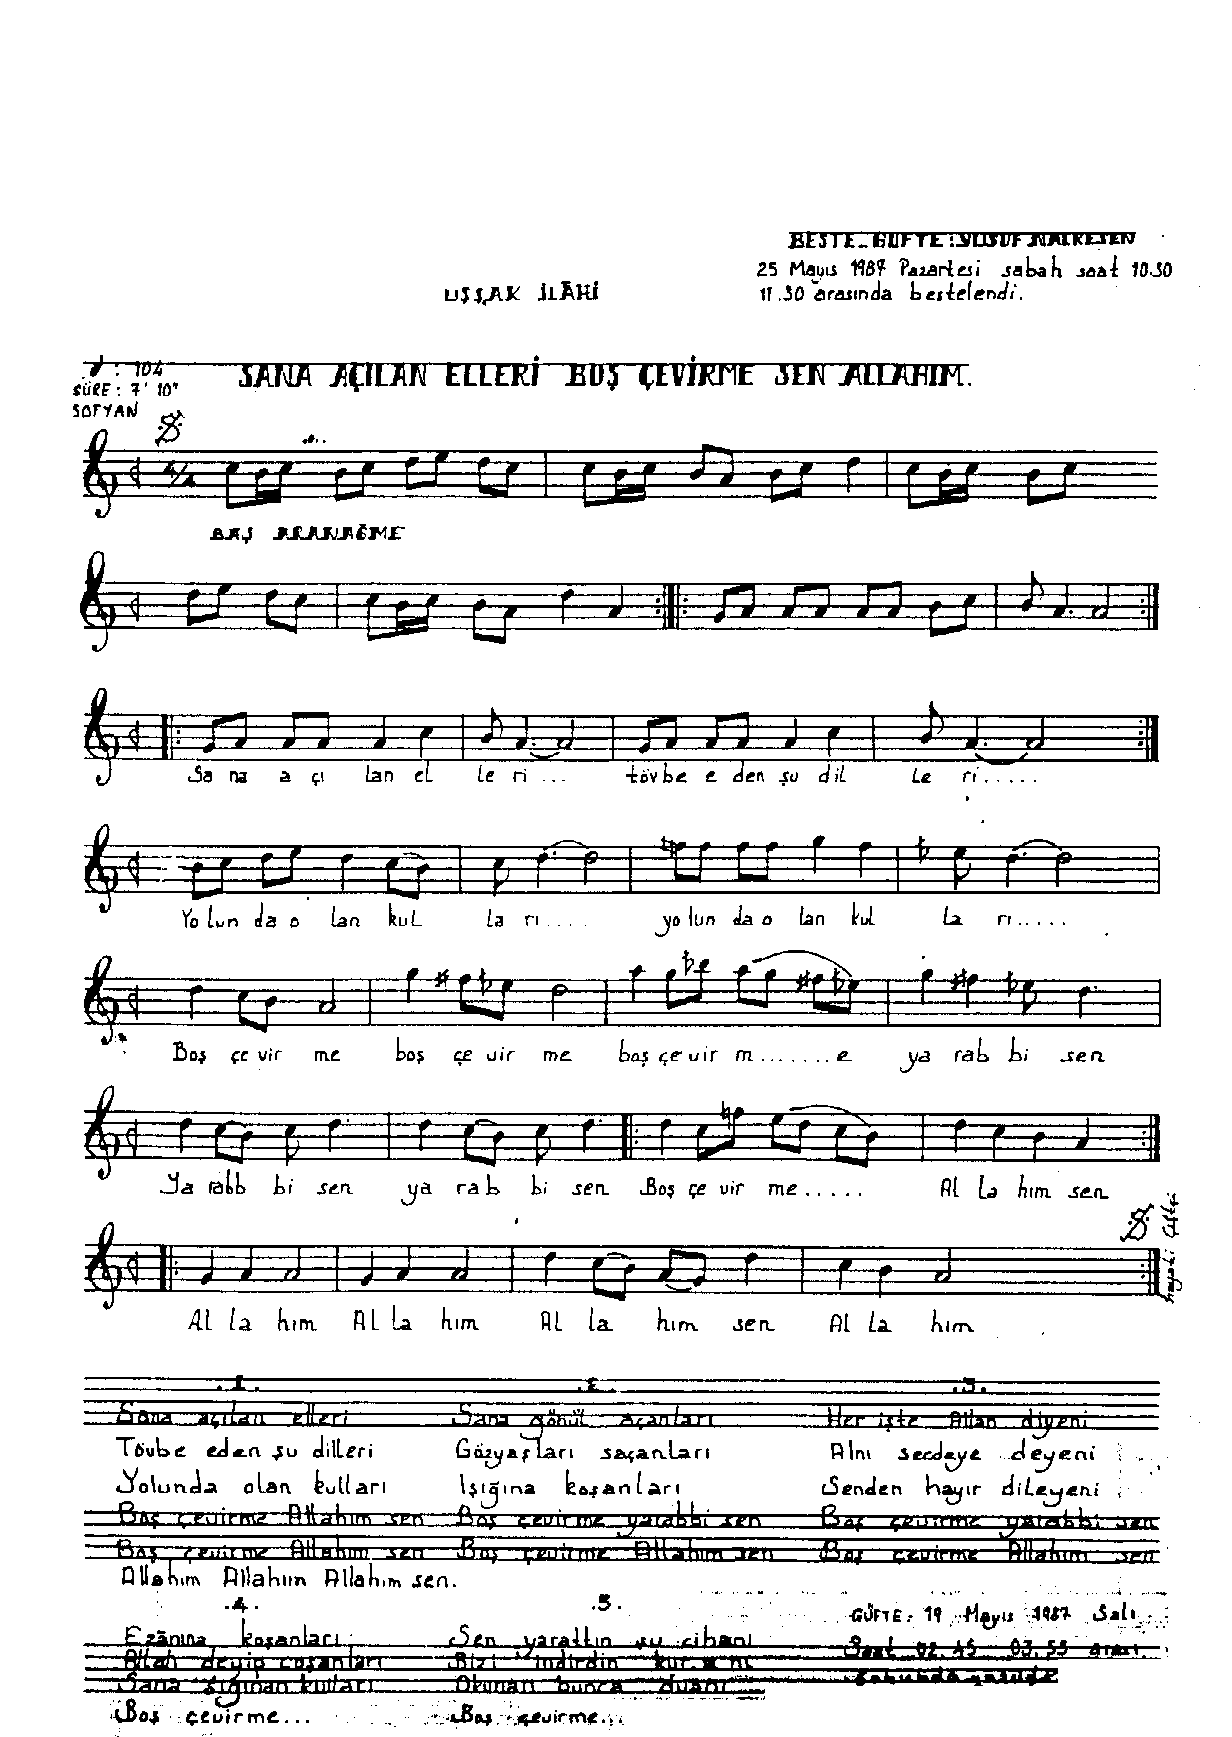 BESTE_GÜFTE : YUSUF NALKESEN
25 Mayıs 1987 Pazartesi sabah saat 10.30
UŞŞAK İLÂHİ
11.30 arasında bestelendi.
: 104
SANA AÇILAN ELLERİ BOŞ ÇEVİRME SEN ALLAHIM.
SÜRE : 7' 10"
SOFYAN
4/4
BAŞ ARANAĞME
Sa na a çı lan el le ri ... tövbe e den şu dil le ri.....
Yo lun da o lan kul la rı .... yo lun da o lan kul la rı.....
Boş çe vir me boş çe vir me boş çe vir m.......e ya rab bi sen
Ya rabb bi sen ya rab bi sen Boş çe vir me..... Al la hım sen
Al la hım Al la hım Al la hım sen Al la hım
.1.
Sana açılan elleri
Tövbe eden şu dilleri
Yolunda olan kulları
Boş çevirme Allahım sen
Boş çevirme Allahım sen
Allahım Allahım Allahım sen.
.2.
Sana gönül açanları
Gözyaşları saçanları
Işığına koşanları
Boş çevirme yarabbi sen
Boş çevirme Allahım sen
.3.
Her işte Allah diyeni
Alnı secdeye deyeni
Senden hayır dileyeni
Boş çevirme yarabbi sen
Boş çevirme Allahım sen
.4.
Ezânına koşanları
Allah deyip coşanları
Sana sığınan kulları
Boş çevirme...
.5.
Sen yarattın şu cihanı
Bizi indirdin kur'anı
Okunan bunca duanı
Boş çevirme...
GÜFTE : 19 Mayıs 1987 Salı
Saat 02.45 03.55 arası